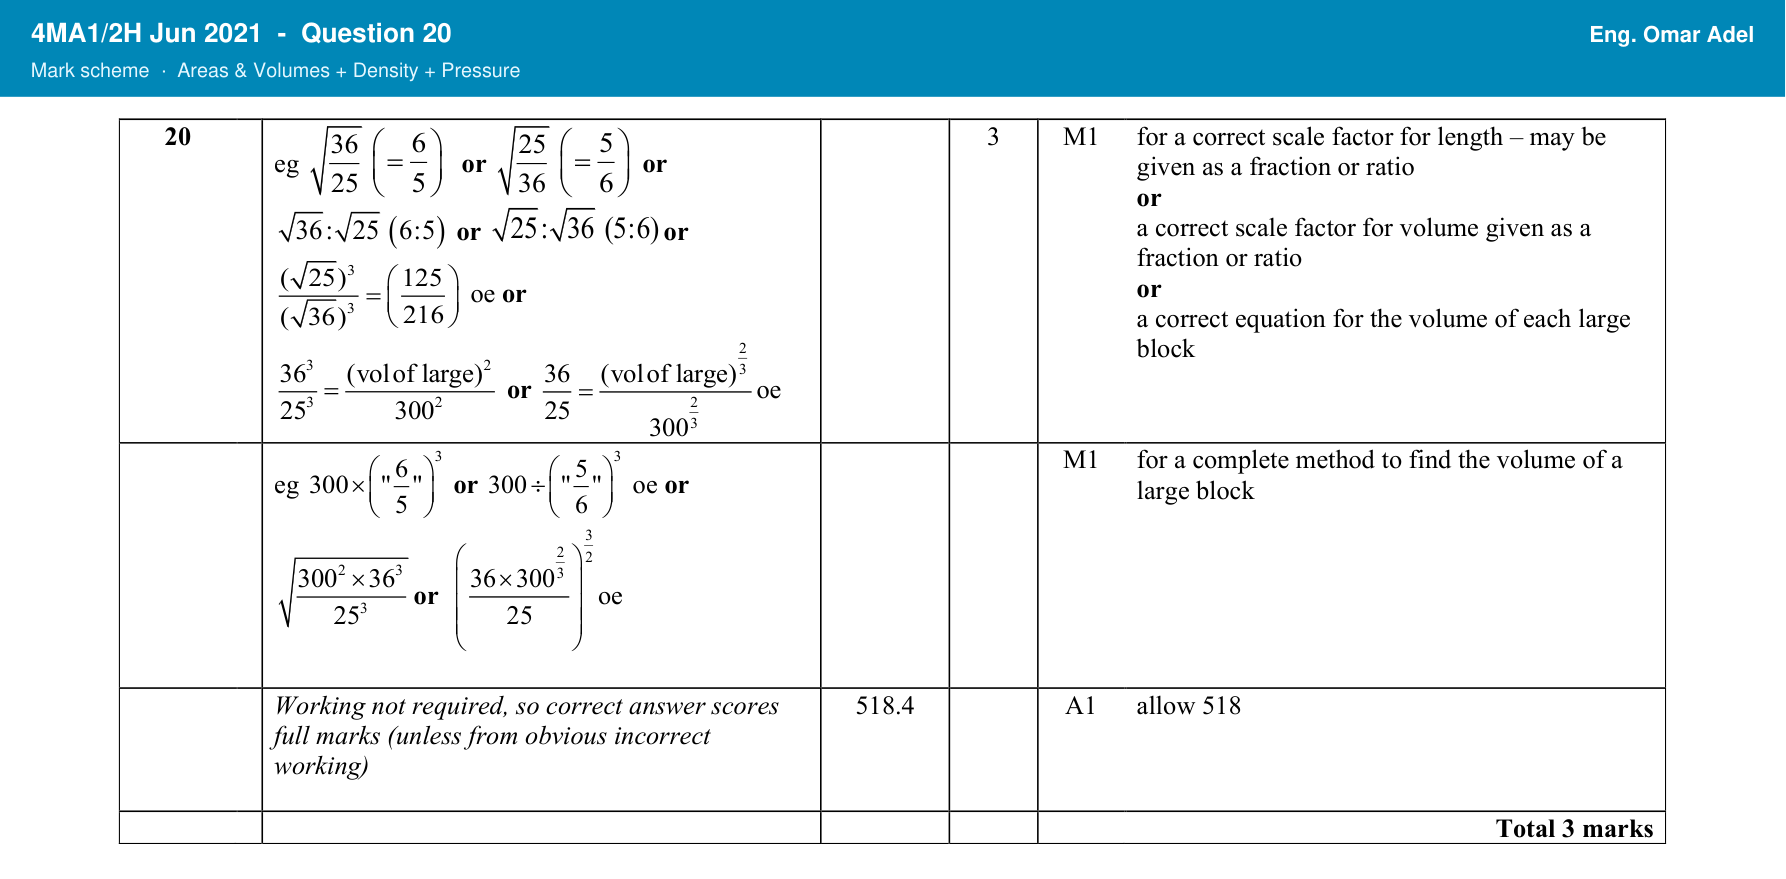 4MA1/2H Jun 2021 - Question 20
Eng. Omar Adel
Mark scheme · Areas & Volumes + Density + Pressure
20
eg √(36/25) (= 6/5) or √(25/36) (= 5/6) or
√36:√25 (6:5) or √25:√36 (5:6) or
(√25)³/(√36)³ = (125/216) oe or
36³/25³ = (vol of large)²/300² or 36/25 = (vol of large)^(2/3)/300^(2/3) oe
3
M1
for a correct scale factor for length – may be
given as a fraction or ratio
or
a correct scale factor for volume given as a
fraction or ratio
or
a correct equation for the volume of each large
block
eg 300×("6/5")³ or 300÷("5/6")³ oe or
√((300²×36³)/25³) or ((36×300^(2/3))/25)^(3/2) oe
M1
for a complete method to find the volume of a
large block
Working not required, so correct answer scores
full marks (unless from obvious incorrect
working)
518.4
A1
allow 518
Total 3 marks